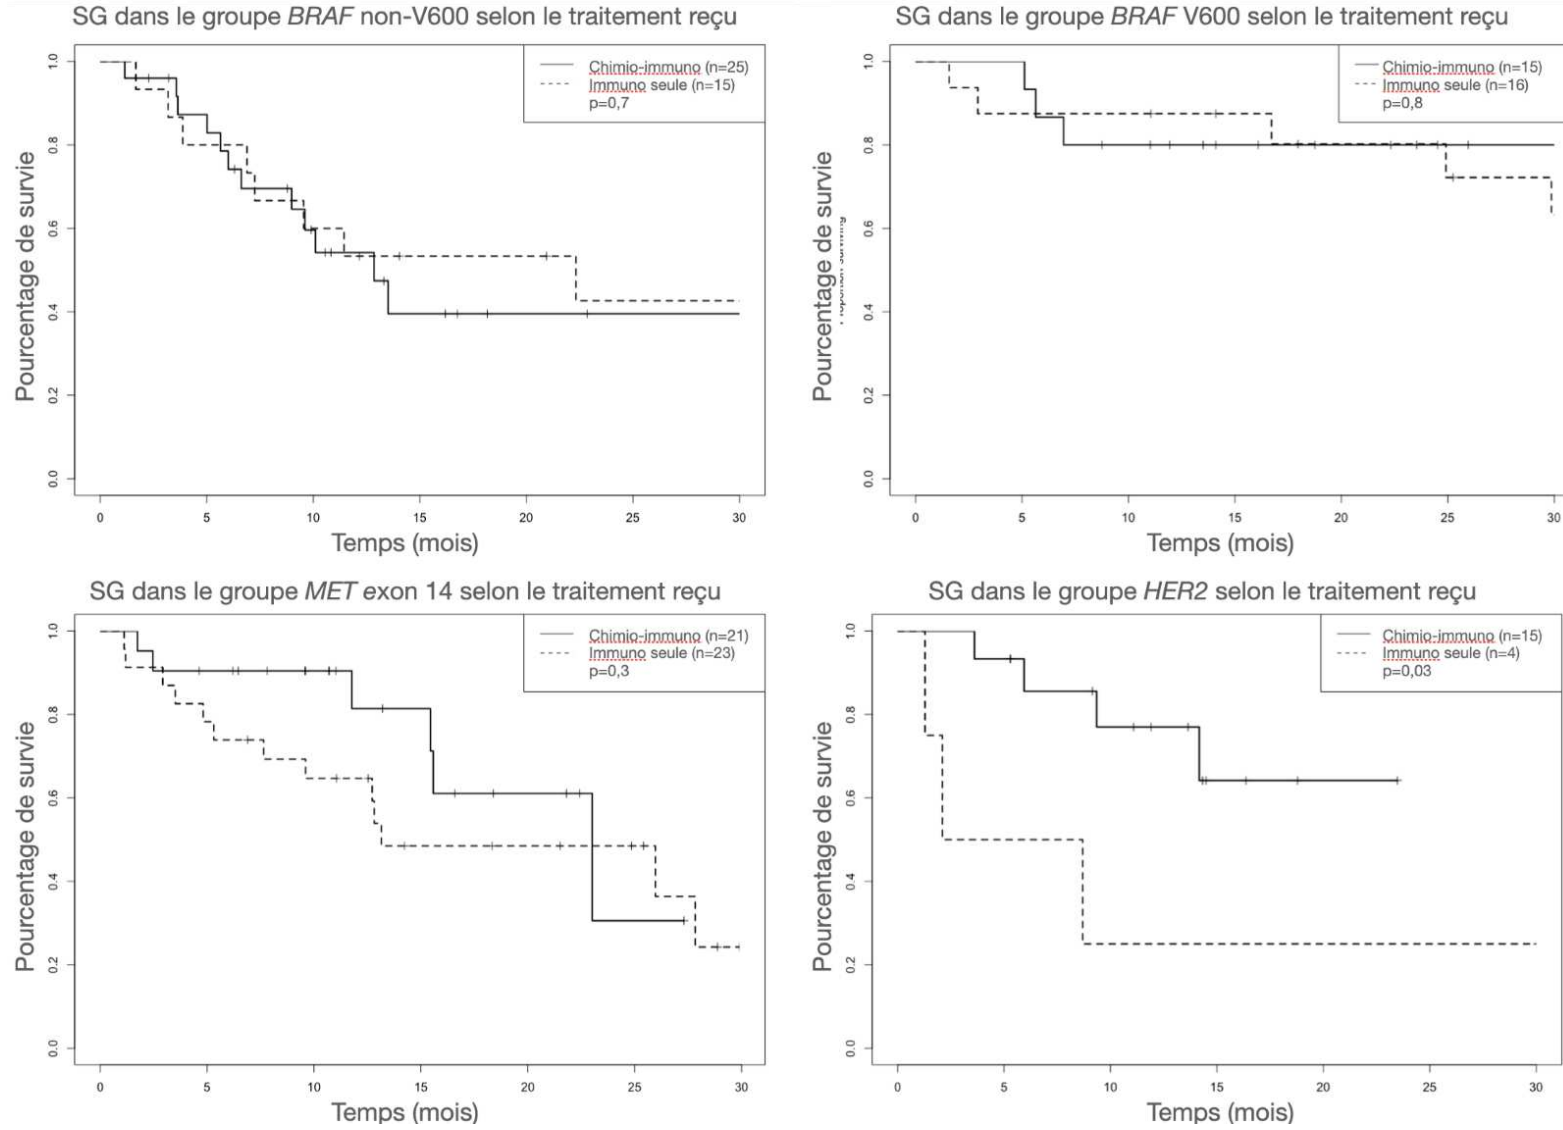 SG dans le groupe BRAF non-V600 selon le traitement reçu
Chimio-immuno (n=25)
Immuno seule (n=15)
p=0,7
Pourcentage de survie
1.0
0.8
0.6
0.4
0.2
0.0
0 5 10 15 20 25 30
Temps (mois)
SG dans le groupe BRAF V600 selon le traitement reçu
Chimio-immuno (n=15)
Immuno seule (n=16)
p=0,8
Pourcentage de survie
1.0
0.8
0.6
0.4
0.2
0.0
0 5 10 15 20 25 30
Temps (mois)
SG dans le groupe MET exon 14 selon le traitement reçu
Chimio-immuno (n=21)
Immuno seule (n=23)
p=0,3
Pourcentage de survie
1.0
0.8
0.6
0.4
0.2
0.0
0 5 10 15 20 25 30
Temps (mois)
SG dans le groupe HER2 selon le traitement reçu
Chimio-immuno (n=15)
Immuno seule (n=4)
p=0,03
Pourcentage de survie
1.0
0.8
0.6
0.4
0.2
0.0
0 5 10 15 20 25 30
Temps (mois)